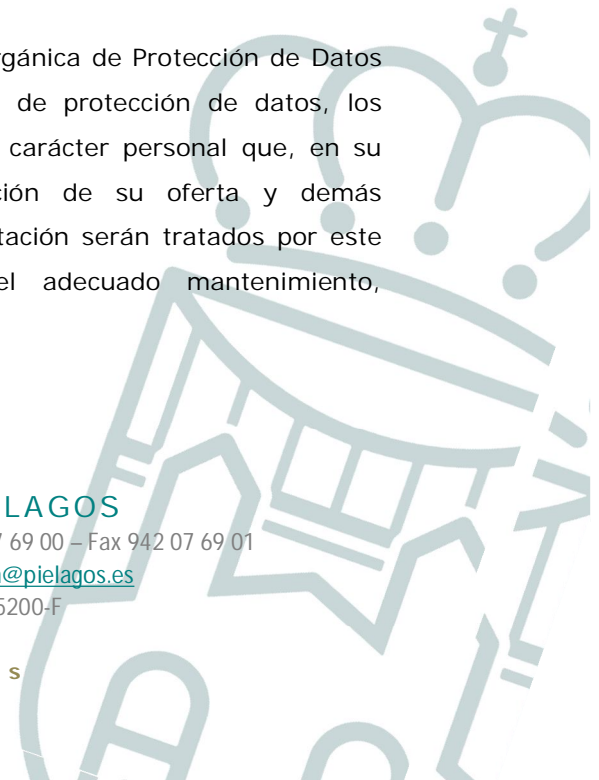 rgánica de Protección de Datos
de protección de datos, los
carácter personal que, en su
ción de su oferta y demás
tación serán tratados por este
el adecuado mantenimiento,
LAGOS
7 69 00 – Fax 942 07 69 01
@pielagos.es
5200-F
s